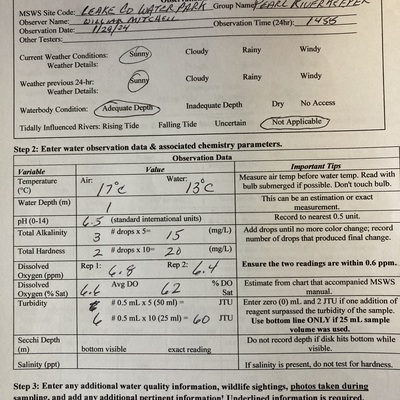 MSWS Site Code: LEAKE CO WATER PARK Group Name: PEARL RIVERKEEPER
Observer Name: WILLIAM MITCHELL
Observation Date: 1/29/24 Observation Time (24hr): 1455
Other Testers:
Current Weather Conditions: Sunny Cloudy Rainy Windy
Weather Details:
Weather previous 24-hr: Sunny Cloudy Rainy Windy
Weather Details:
Waterbody Condition: Adequate Depth Inadequate Depth Dry No Access
Tidally Influenced Rivers: Rising Tide Falling Tide Uncertain Not Applicable
Step 2: Enter water observation data & associated chemistry parameters.
Observation Data
Variable Value Important Tips
Temperature (°C) Air: 17°C Water: 13°C Measure air temp before water temp. Read with bulb submerged if possible. Don't touch bulb.
Water Depth (m) 1 This can be an estimation or exact measurement.
pH (0-14) 6.5 (standard international units) Record to nearest 0.5 unit.
Total Alkalinity 3 # drops x 5= 15 (mg/L) Add drops until no more color change; record number of drops that produced final change.
Total Hardness 2 # drops x 10= 20 (mg/L)
Dissolved Oxygen (ppm) Rep 1: 6.8 Rep 2: 6.4 Ensure the two readings are within 0.6 ppm.
Dissolved Oxygen (% Sat) 6.6 Avg DO 62 % DO Sat Estimate from chart that accompanied MSWS manual.
Turbidity # 0.5 mL x 5 (50 ml) = JTU Enter zero (0) mL and 2 JTU if one addition of reagent surpassed the turbidity of the sample.
6 # 0.5 mL x 10 (25 ml) = 60 JTU Use bottom line ONLY if 25 mL sample volume was used.
Secchi Depth (m) bottom visible exact reading Do not record depth if disk hits bottom while visible.
Salinity (ppt) If salinity is present, do not test for hardness.
Step 3: Enter any additional water quality information, wildlife sightings, photos taken during
sampling, and add any additional pertinent information! Underlined information is required.